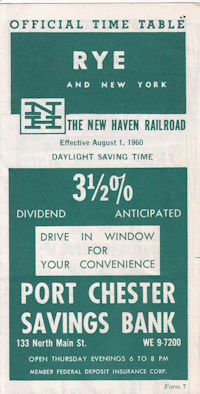 OFFICIAL TIME TABLE
RYE
AND NEW YORK
NH
THE NEW HAVEN RAILROAD
Effective August 1, 1960
DAYLIGHT SAVING TIME
3½%
DIVIDEND ANTICIPATED
DRIVE IN WINDOW
FOR
YOUR CONVENIENCE
PORT CHESTER
SAVINGS BANK
133 North Main St. WE 9-7200
OPEN THURSDAY EVENINGS 6 TO 8 PM
MEMBER FEDERAL DEPOSIT INSURANCE CORP.
Form 7